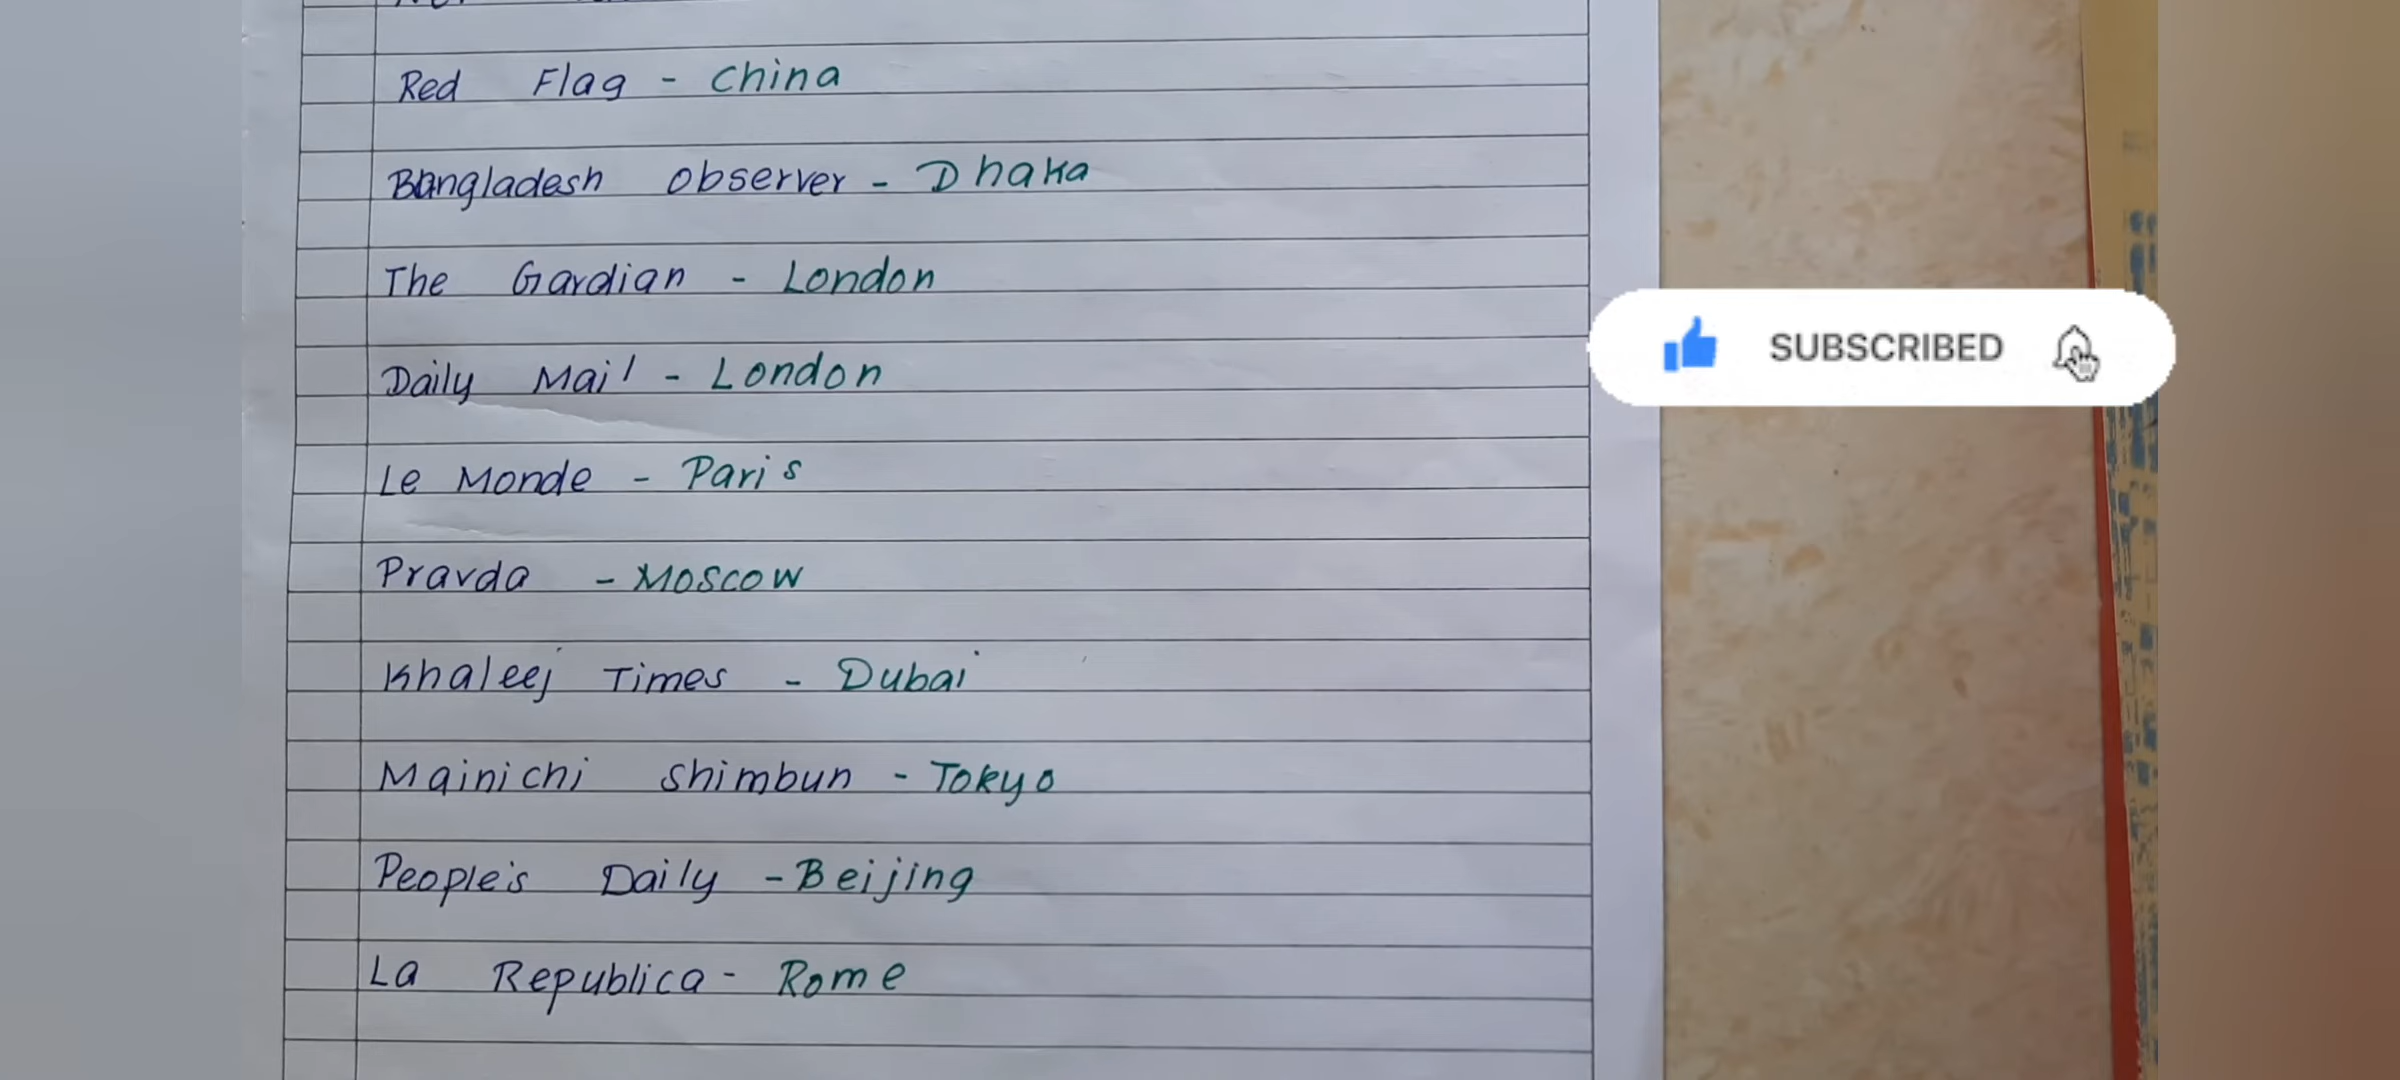 Red Flag - China
Bangladesh Observer - Dhaka
The Gardian - London
SUBSCRIBED
Daily Mail - London
Le Monde - Paris
Pravda - Moscow
Khaleej Times - Dubai
Mainichi Shimbun - Tokyo
People's Daily - Beijing
La Republica - Rome